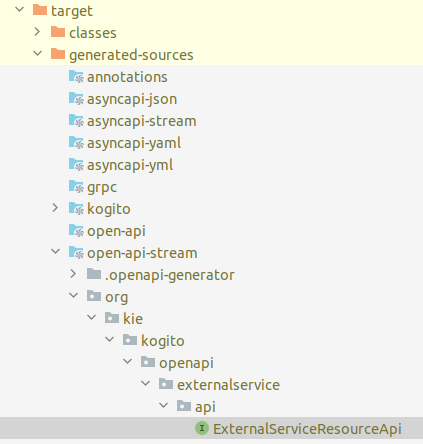 target
classes
generated-sources
annotations
asyncapi-json
asyncapi-stream
asyncapi-yaml
asyncapi-yml
grpc
kogito
open-api
open-api-stream
.openapi-generator
org
kie
kogito
openapi
externalservice
api
I ExternalServiceResourceApi